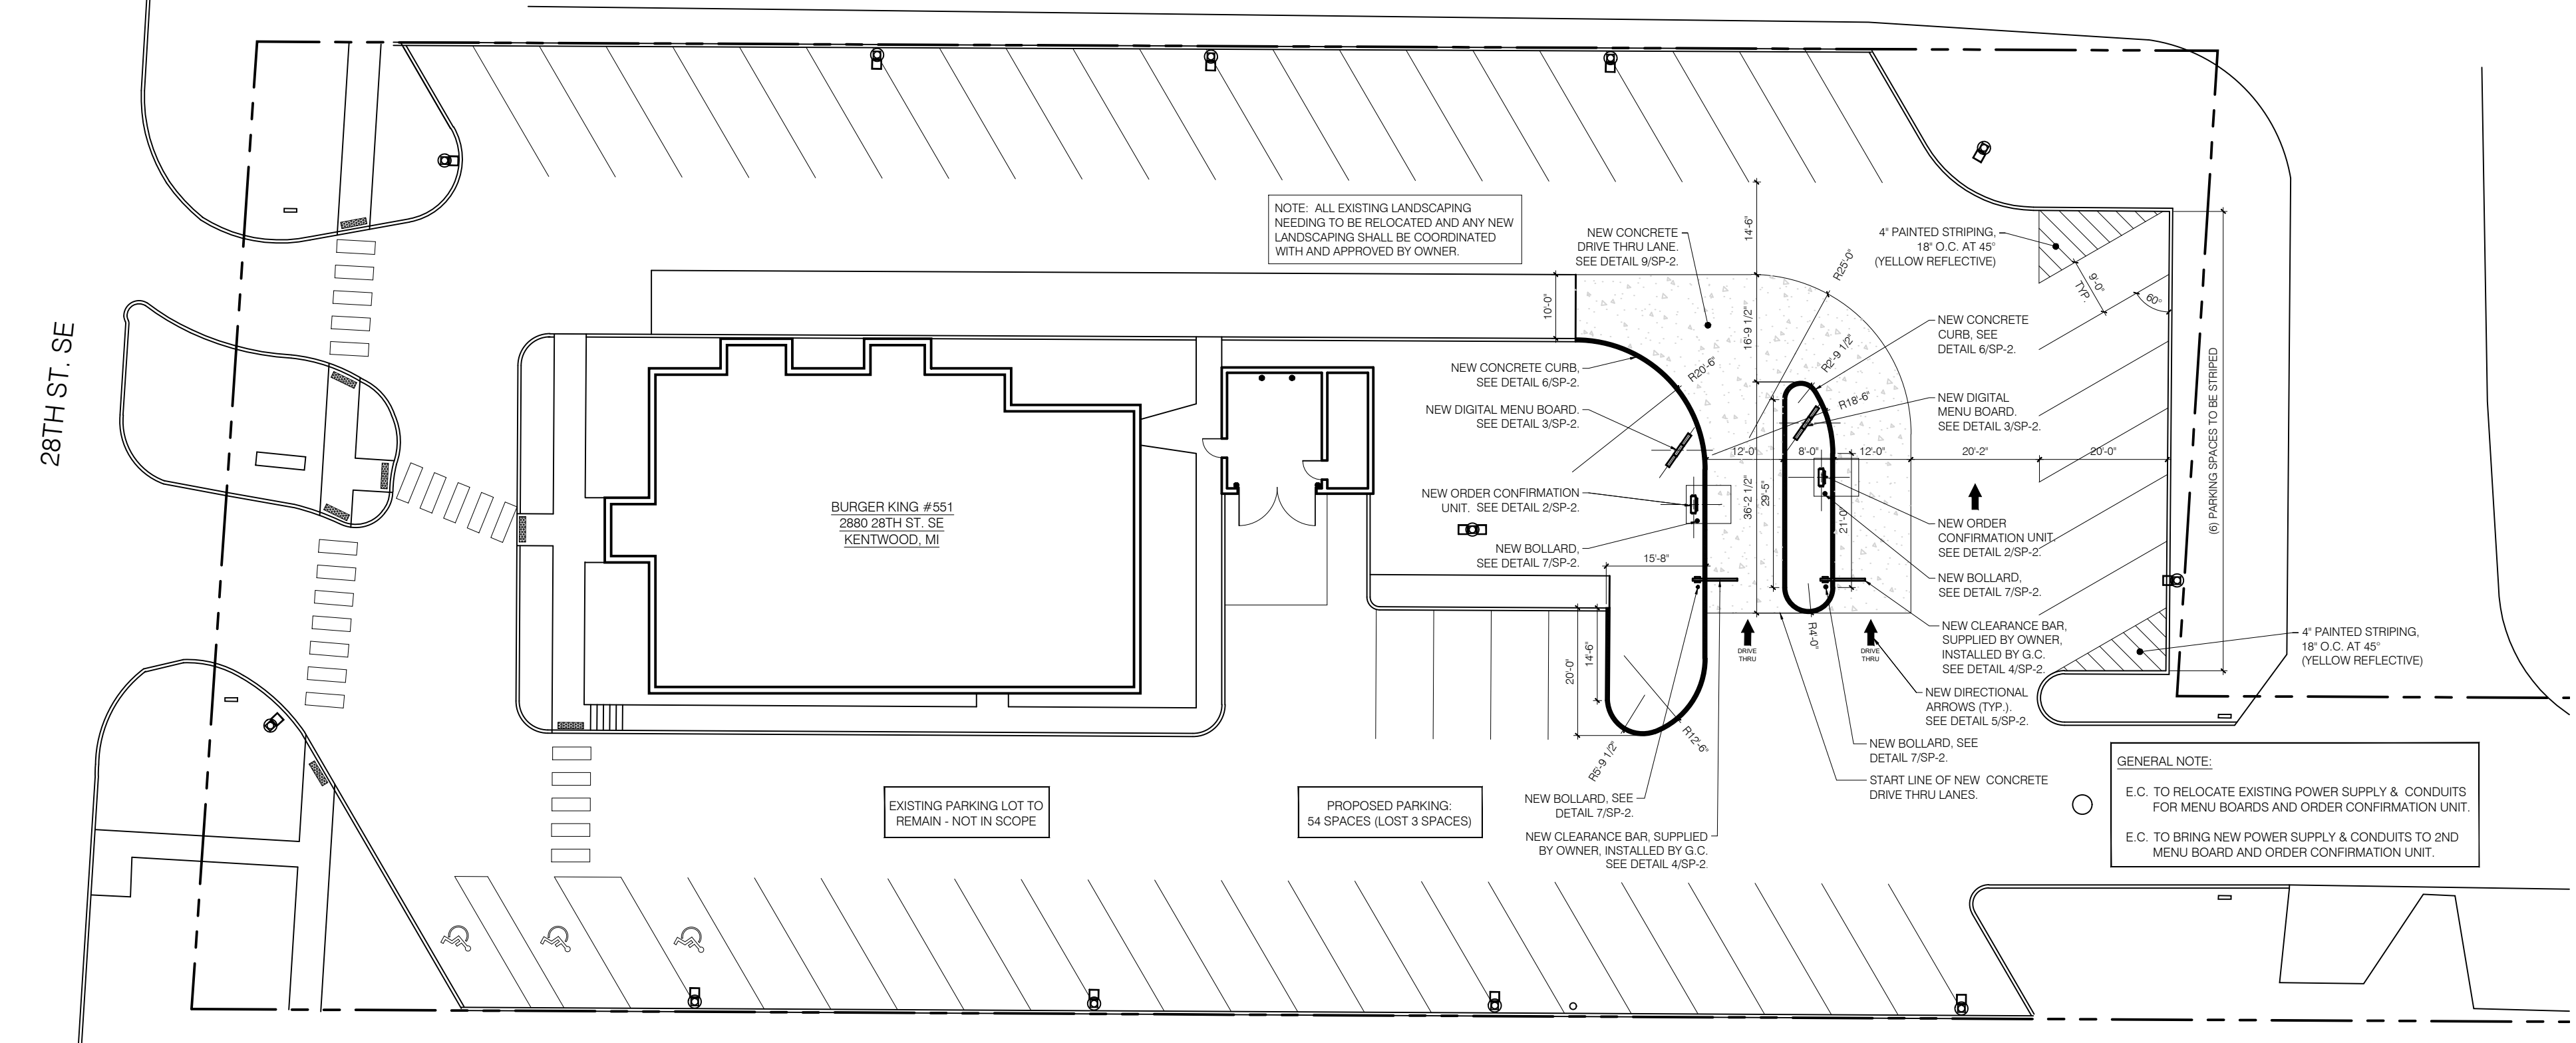 28TH ST. SE
NOTE: ALL EXISTING LANDSCAPING
NEEDING TO BE RELOCATED AND ANY NEW
LANDSCAPING SHALL BE COORDINATED
WITH AND APPROVED BY OWNER.
NEW CONCRETE
DRIVE THRU LANE.
SEE DETAIL 9/SP-2.
14'-6"
R25'-0"
4" PAINTED STRIPING,
18" O.C. AT 45°
(YELLOW REFLECTIVE)
9'-0"
TYP.
60°
10'-0"
16'-9 1/2"
R2'-9 1/2"
R20'-6"
R18'-6"
NEW CONCRETE
CURB, SEE
DETAIL 6/SP-2.
NEW CONCRETE CURB,
SEE DETAIL 6/SP-2.
NEW DIGITAL MENU BOARD.
SEE DETAIL 3/SP-2.
NEW DIGITAL
MENU BOARD.
SEE DETAIL 3/SP-2.
12'-0"
8'-0"
12'-0"
20'-2"
20'-0"
(6) PARKING SPACES TO BE STRIPED
BURGER KING #551
2880 28TH ST. SE
KENTWOOD, MI
NEW ORDER CONFIRMATION
UNIT. SEE DETAIL 2/SP-2.
36'-2 1/2"
29'-5"
21'-0"
NEW ORDER
CONFIRMATION UNIT.
SEE DETAIL 2/SP-2.
NEW BOLLARD,
SEE DETAIL 7/SP-2.
15'-8"
NEW BOLLARD,
SEE DETAIL 7/SP-2.
20'-0"
14'-6"
R4'-0"
DRIVE
THRU
DRIVE
THRU
NEW CLEARANCE BAR,
SUPPLIED BY OWNER,
INSTALLED BY G.C.
SEE DETAIL 4/SP-2.
4" PAINTED STRIPING,
18" O.C. AT 45°
(YELLOW REFLECTIVE)
NEW DIRECTIONAL
ARROWS (TYP.).
SEE DETAIL 5/SP-2.
R5'-9 1/2"
R12'-6"
NEW BOLLARD, SEE
DETAIL 7/SP-2.
START LINE OF NEW CONCRETE
DRIVE THRU LANES.
EXISTING PARKING LOT TO
REMAIN - NOT IN SCOPE
PROPOSED PARKING:
54 SPACES (LOST 3 SPACES)
NEW BOLLARD, SEE
DETAIL 7/SP-2.
NEW CLEARANCE BAR, SUPPLIED
BY OWNER, INSTALLED BY G.C.
SEE DETAIL 4/SP-2.
GENERAL NOTE:
E.C. TO RELOCATE EXISTING POWER SUPPLY & CONDUITS
FOR MENU BOARDS AND ORDER CONFIRMATION UNIT.
E.C. TO BRING NEW POWER SUPPLY & CONDUITS TO 2ND
MENU BOARD AND ORDER CONFIRMATION UNIT.